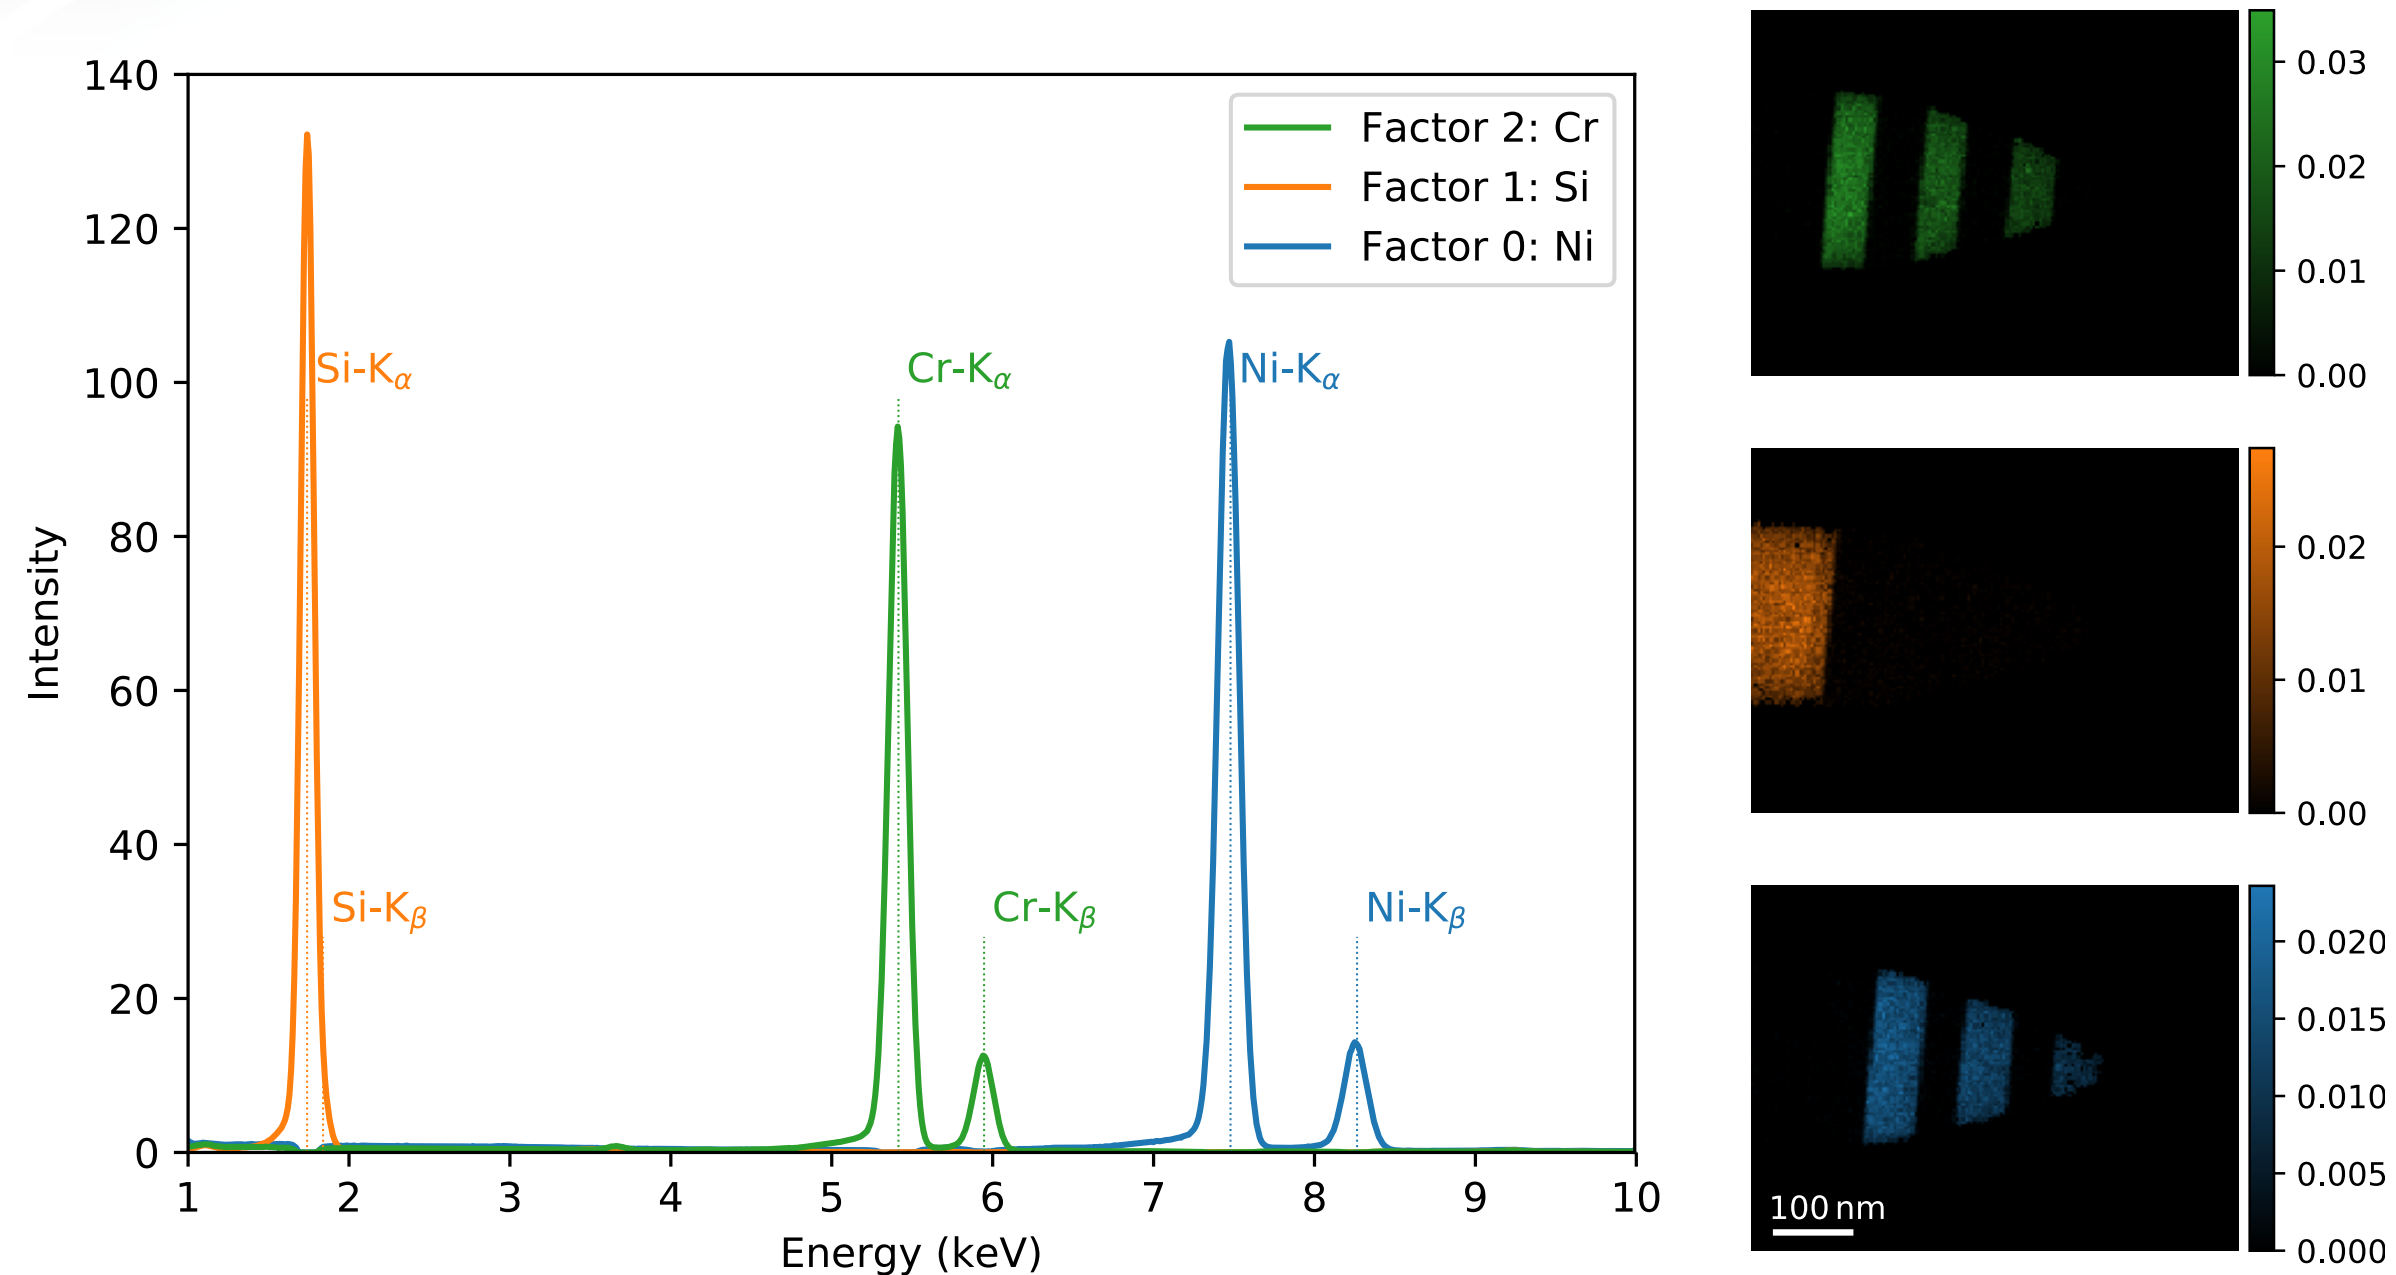 140
120
100
80
60
40
20
0
Intensity
1 2 3 4 5 6 7 8 9 10
Energy (keV)
Factor 2: Cr
Factor 1: Si
Factor 0: Ni
Si-Kα
Cr-Kα
Ni-Kα
Si-Kβ
Cr-Kβ
Ni-Kβ
0.03
0.02
0.01
0.00
0.02
0.01
0.00
0.020
0.015
0.010
0.005
0.000
100 nm